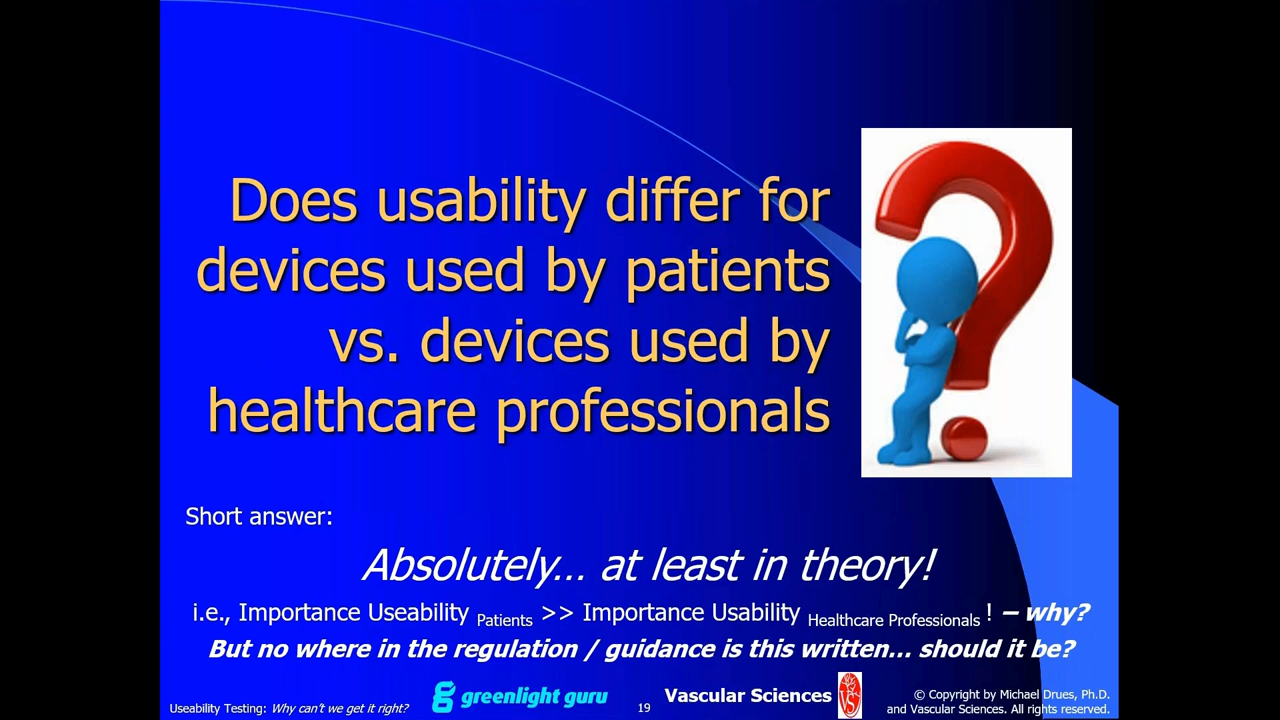 Does usability differ for
devices used by patients
vs. devices used by
healthcare professionals
Short answer:
Absolutely... at least in theory!
i.e., Importance Useability Patients >> Importance Usability Healthcare Professionals ! – why?
But no where in the regulation / guidance is this written... should it be?
Useability Testing: Why can't we get it right?
greenlight guru
19
Vascular Sciences
VS
© Copyright by Michael Drues, Ph.D.
and Vascular Sciences. All rights reserved.